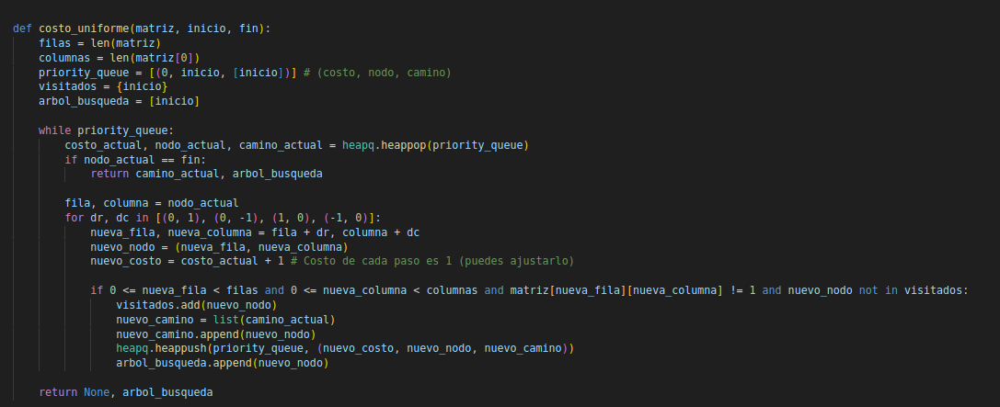 def costo_uniforme(matriz, inicio, fin):
    filas = len(matriz)
    columnas = len(matriz[0])
    priority_queue = [(0, inicio, [inicio])] # (costo, nodo, camino)
    visitados = {inicio}
    arbol_busqueda = [inicio]

    while priority_queue:
        costo_actual, nodo_actual, camino_actual = heapq.heappop(priority_queue)
        if nodo_actual == fin:
            return camino_actual, arbol_busqueda

        fila, columna = nodo_actual
        for dr, dc in [(0, 1), (0, -1), (1, 0), (-1, 0)]:
            nueva_fila, nueva_columna = fila + dr, columna + dc
            nuevo_nodo = (nueva_fila, nueva_columna)
            nuevo_costo = costo_actual + 1 # Costo de cada paso es 1 (puedes ajustarlo)

            if 0 <= nueva_fila < filas and 0 <= nueva_columna < columnas and matriz[nueva_fila][nueva_columna] != 1 and nuevo_nodo not in visitados:
                visitados.add(nuevo_nodo)
                nuevo_camino = list(camino_actual)
                nuevo_camino.append(nuevo_nodo)
                heapq.heappush(priority_queue, (nuevo_costo, nuevo_nodo, nuevo_camino))
                arbol_busqueda.append(nuevo_nodo)

    return None, arbol_busqueda